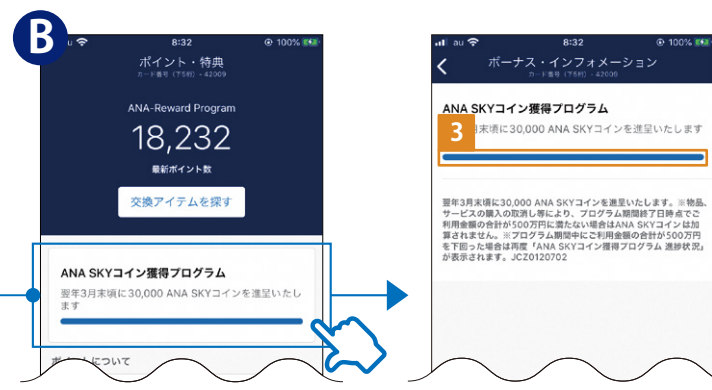 B
au 8:32 100%
ポイント・特典
カード番号（下5桁）- 42009
ANA-Reward Program
18,232
最新ポイント数
交換アイテムを探す
ANA SKYコイン獲得プログラム
翌年3月末頃に30,000 ANA SKYコインを進呈いたし
ます
ポイントについて
au 8:32 100%
ボーナス・インフォメーション
カード番号（下5桁）- 42009
ANA SKYコイン獲得プログラム
3
月末頃に30,000 ANA SKYコインを進呈いたします
翌年3月末頃に30,000 ANA SKYコインを進呈いたします。※物品、
サービスの購入の取消し等により、プログラム期間終了日時点でご
利用金額の合計が500万円に満たない場合はANA SKYコインは加
算されません。※プログラム期間中にご利用金額の合計が500万円
を下回った場合は再度「ANA SKYコイン獲得プログラム 進捗状況」
が表示されます。JCZ0120702